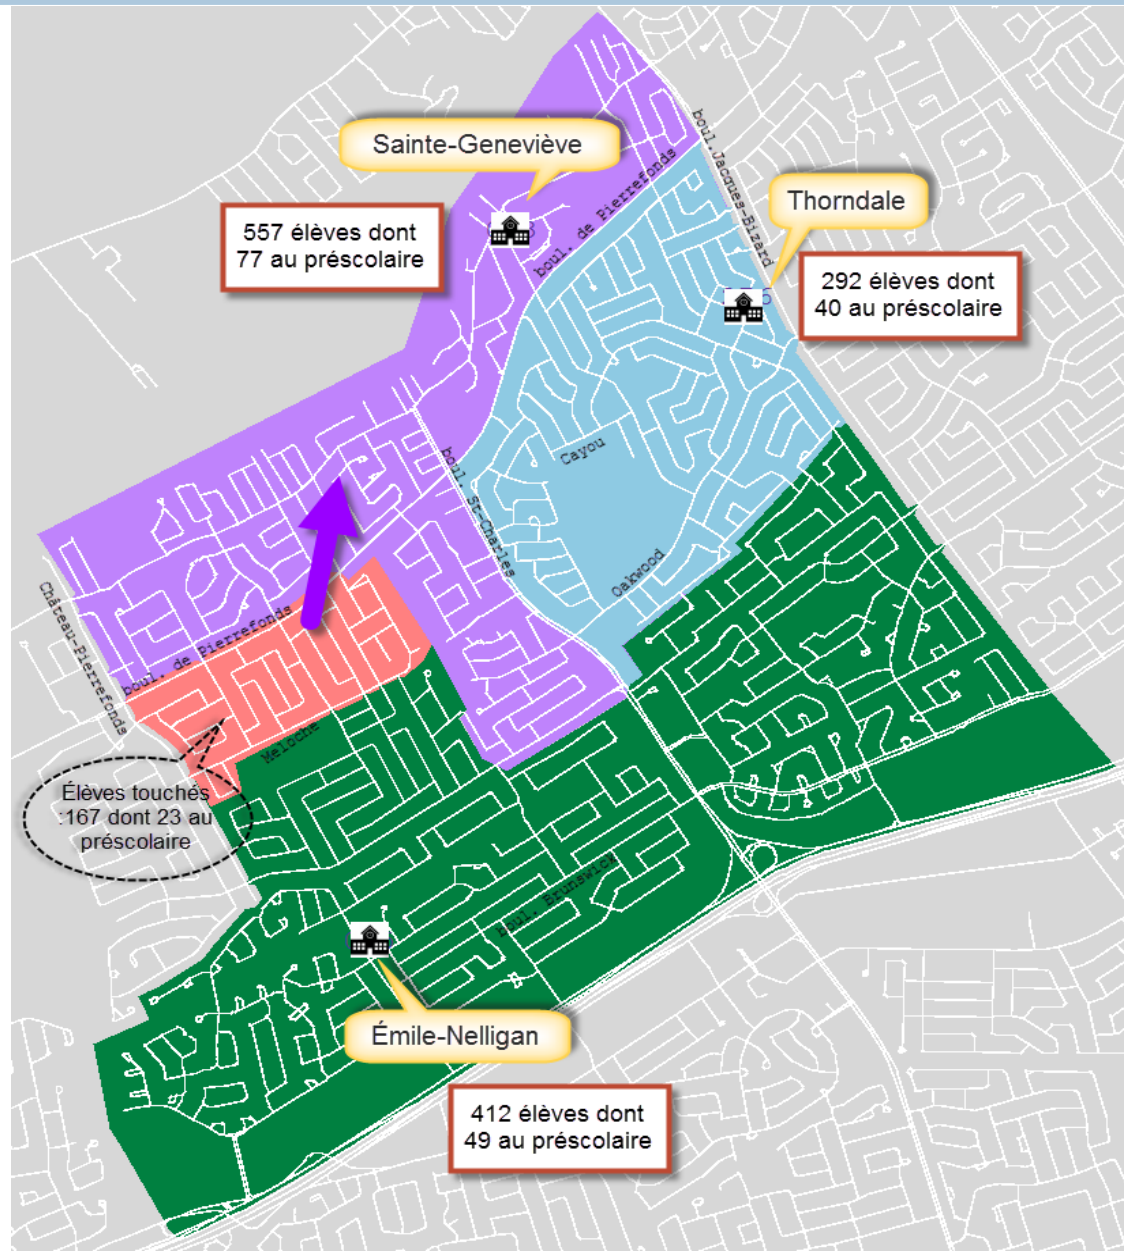 boul. Jacques-Bizard
Sainte-Geneviève
boul. de Pierrefonds
Thorndale
557 élèves dont
77 au préscolaire
292 élèves dont
40 au préscolaire
Cayou
boul. St-Charles
Oakwood
Château-Pierrefonds
boul. de Pierrefonds
Meloche
Élèves touchés
:167 dont 23 au
préscolaire
boul. Brunswick
Émile-Nelligan
412 élèves dont
49 au préscolaire